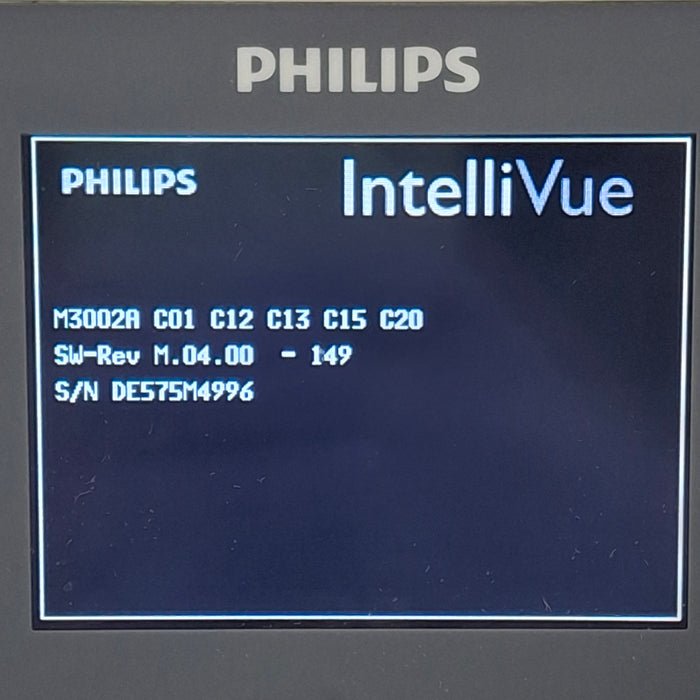 PHILIPS
PHILIPS IntelliVue
M3002A C01 C12 C13 C15 C20
SW-Rev M.04.00 - 149
S/N DE575M4996